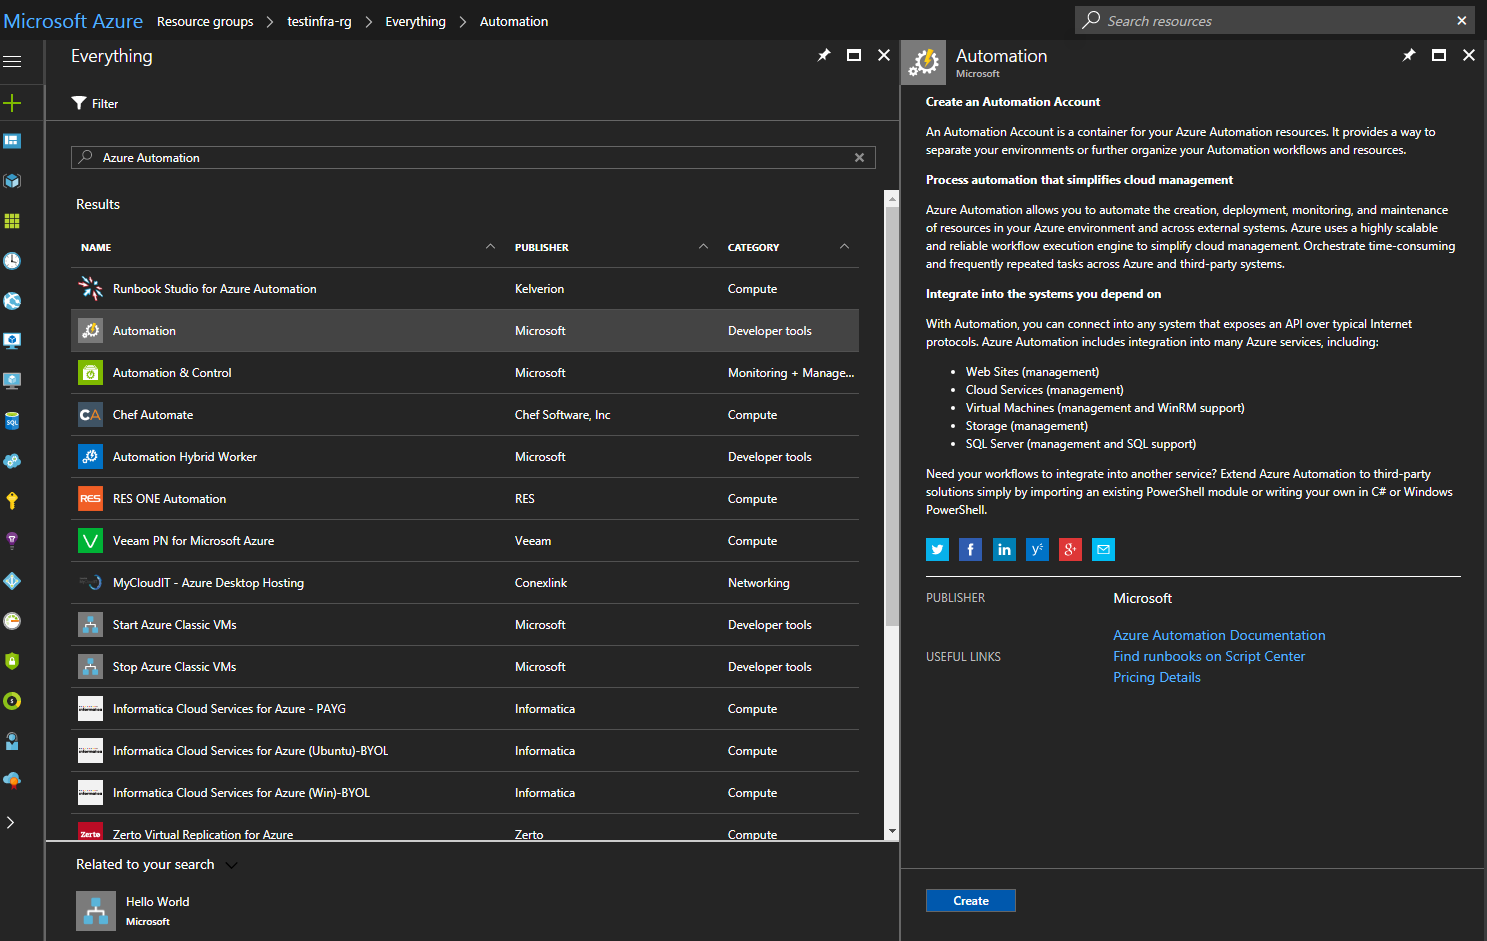 Microsoft Azure Resource groups > testinfra-rg > Everything > Automation
Search resources
Everything
Filter
Azure Automation
Results
NAME PUBLISHER CATEGORY
Runbook Studio for Azure Automation Kelverion Compute
Automation Microsoft Developer tools
Automation & Control Microsoft Monitoring + Manage...
CA Chef Automate Chef Software, Inc Compute
Automation Hybrid Worker Microsoft Developer tools
RES RES ONE Automation RES Compute
V Veeam PN for Microsoft Azure Veeam Compute
MyCloudIT - Azure Desktop Hosting Conexlink Networking
Start Azure Classic VMs Microsoft Developer tools
Stop Azure Classic VMs Microsoft Developer tools
Informatica Informatica Cloud Services for Azure - PAYG Informatica Compute
Informatica Informatica Cloud Services for Azure (Ubuntu)-BYOL Informatica Compute
Informatica Informatica Cloud Services for Azure (Win)-BYOL Informatica Compute
Zerto Zerto Virtual Replication for Azure Zerto Compute
Related to your search
Hello World
Microsoft
SQL
Automation
Microsoft
Create an Automation Account
An Automation Account is a container for your Azure Automation resources. It provides a way to
separate your environments or further organize your Automation workflows and resources.
Process automation that simplifies cloud management
Azure Automation allows you to automate the creation, deployment, monitoring, and maintenance
of resources in your Azure environment and across external systems. Azure uses a highly scalable
and reliable workflow execution engine to simplify cloud management. Orchestrate time-consuming
and frequently repeated tasks across Azure and third-party systems.
Integrate into the systems you depend on
With Automation, you can connect into any system that exposes an API over typical Internet
protocols. Azure Automation includes integration into many Azure services, including:
• Web Sites (management)
• Cloud Services (management)
• Virtual Machines (management and WinRM support)
• Storage (management)
• SQL Server (management and SQL support)
Need your workflows to integrate into another service? Extend Azure Automation to third-party
solutions simply by importing an existing PowerShell module or writing your own in C# or Windows
PowerShell.
PUBLISHER Microsoft
Azure Automation Documentation
USEFUL LINKS Find runbooks on Script Center
Pricing Details
Create